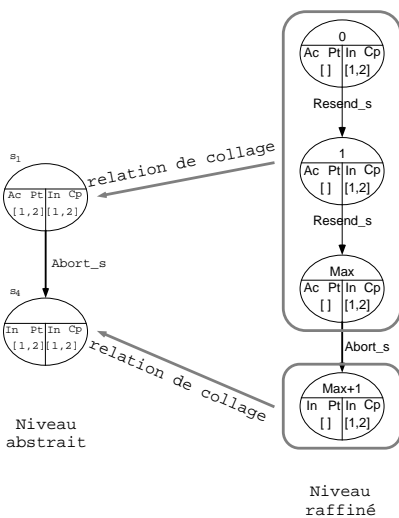 0
Ac Pt In Cp
[ ] [1,2]
Resend_s
s1
relation de collage
1
Ac Pt In Cp
[ ] [1,2]
Ac Pt In Cp
[1,2] [1,2]
Resend_s
Abort_s
Max
Ac Pt In Cp
[ ] [1,2]
s4
In Pt In Cp
[1,2] [1,2]
relation de collage
Abort_s
Max+1
In Pt In Cp
[ ] [1,2]
Niveau
abstrait
Niveau
raffiné